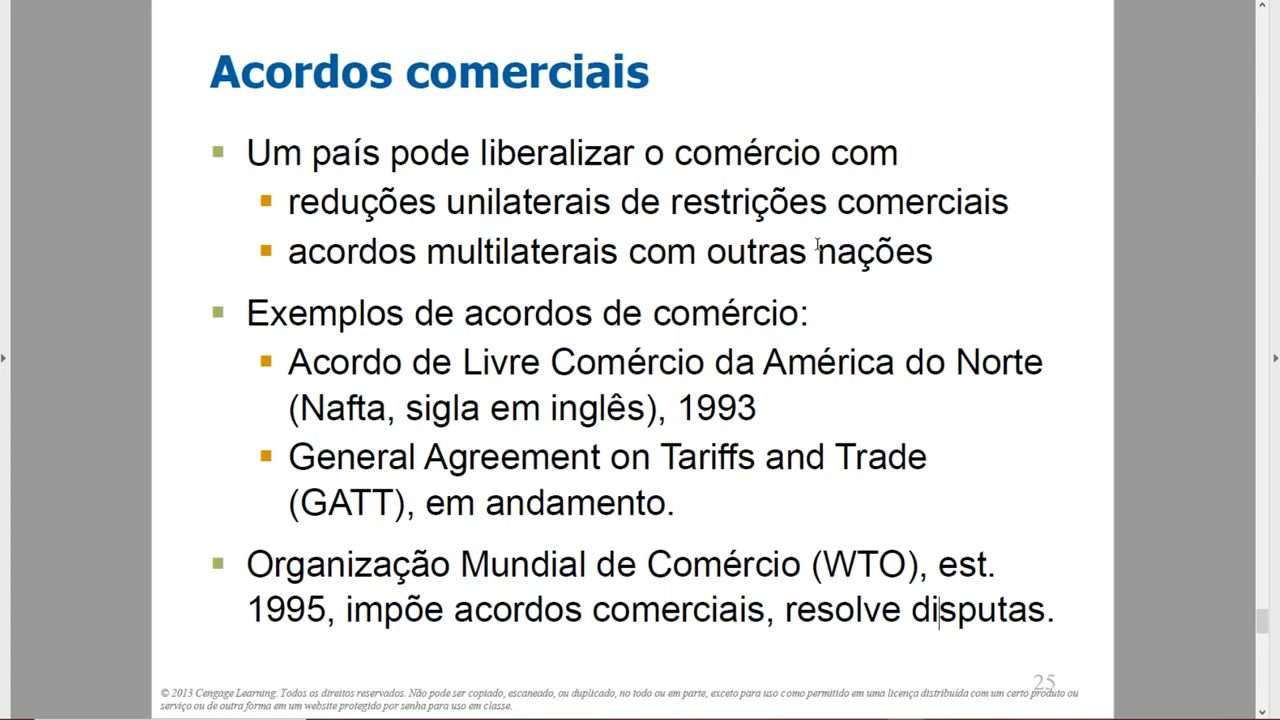 Acordos comerciais
Um país pode liberalizar o comércio com
reduções unilaterais de restrições comerciais
acordos multilaterais com outras nações
Exemplos de acordos de comércio:
Acordo de Livre Comércio da América do Norte
(Nafta, sigla em inglês), 1993
General Agreement on Tariffs and Trade
(GATT), em andamento.
Organização Mundial de Comércio (WTO), est.
1995, impõe acordos comerciais, resolve disputas.
25
© 2013 Cengage Learning. Todos os direitos reservados. Não pode ser copiado, escaneado, ou duplicado, no todo ou em parte, exceto para uso como permitido em uma licença distribuída com um certo produto ou
serviço ou de outra forma em um website protegido por senha para uso em classe.